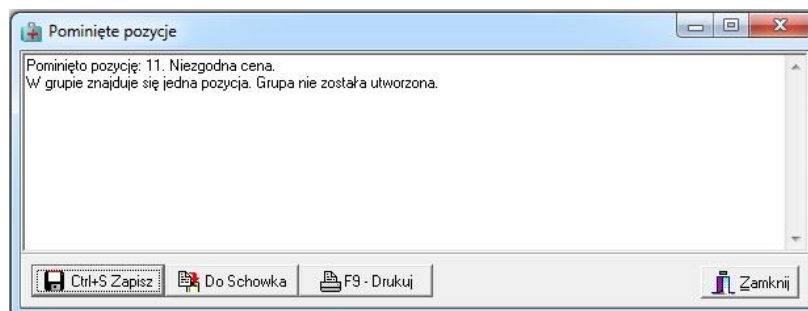 Pominięte pozycje
Pominięto pozycję: 11. Niezgodna cena.
W grupie znajduje się jedna pozycja. Grupa nie została utworzona.
Ctrl+S Zapisz
Do Schowka
F9 - Drukuj
Zamknij